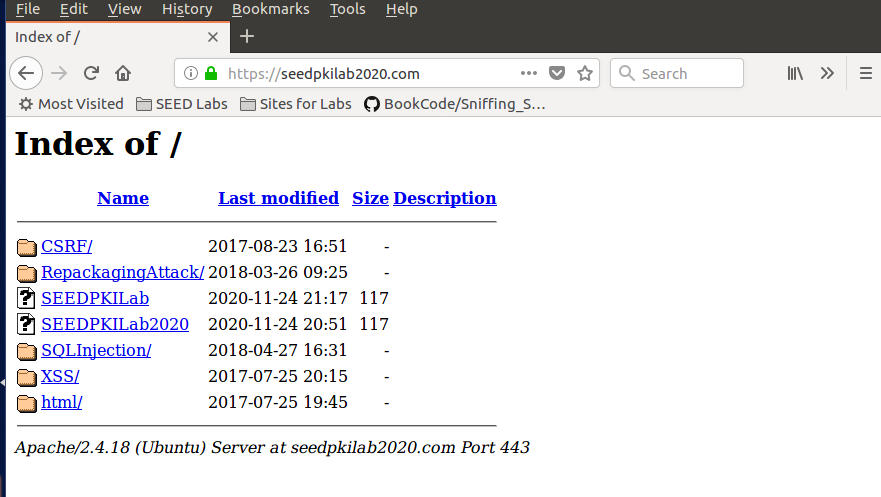 File Edit View History Bookmarks Tools Help
Index of /
https://seedpkilab2020.com Search
Most Visited SEED Labs Sites for Labs BookCode/Sniffing_S...
Index of /
Name Last modified Size Description
CSRF/ 2017-08-23 16:51 -
RepackagingAttack/ 2018-03-26 09:25 -
SEEDPKILab 2020-11-24 21:17 117
SEEDPKILab2020 2020-11-24 20:51 117
SQLInjection/ 2018-04-27 16:31 -
XSS/ 2017-07-25 20:15 -
html/ 2017-07-25 19:45 -
Apache/2.4.18 (Ubuntu) Server at seedpkilab2020.com Port 443